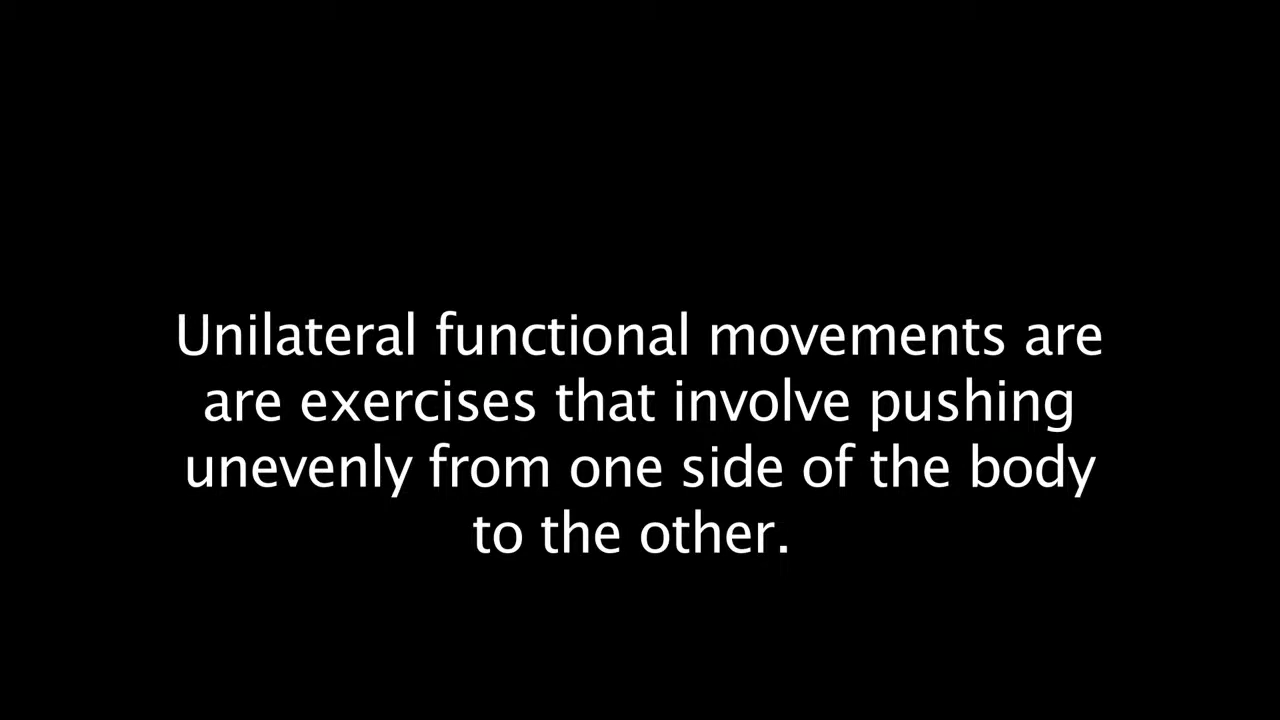 Unilateral functional movements are
are exercises that involve pushing
unevenly from one side of the body
to the other.